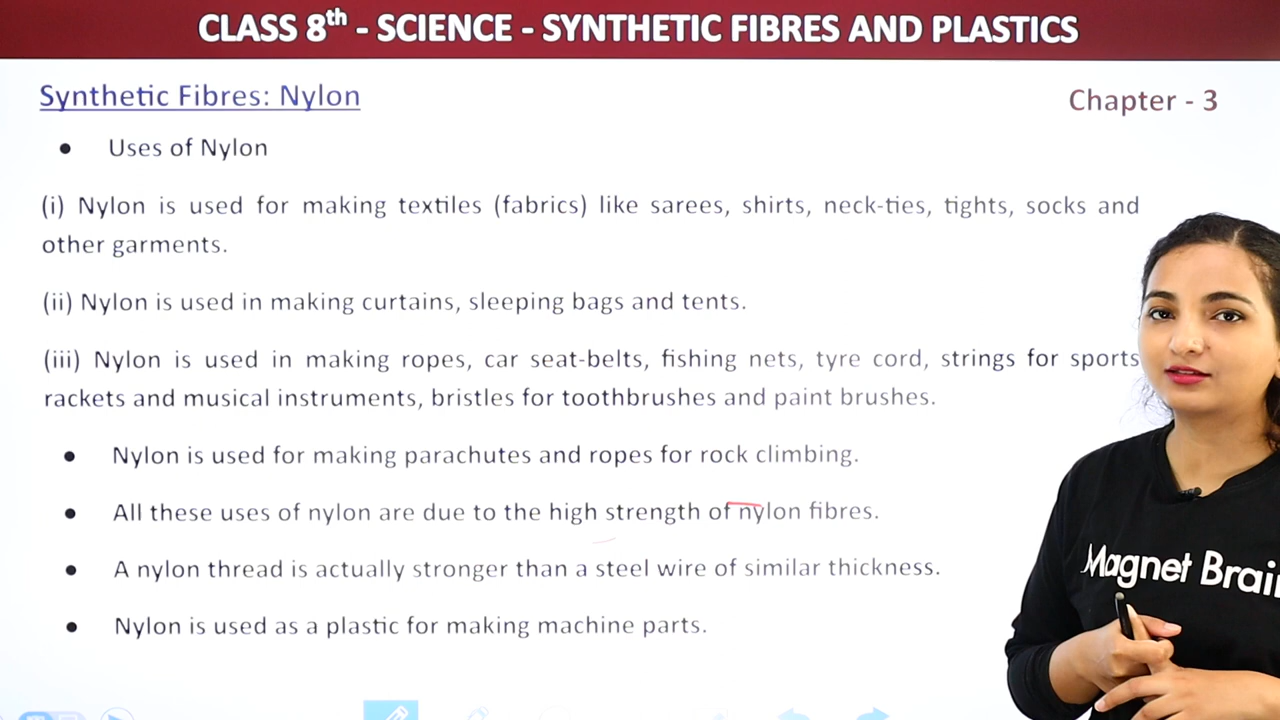 CLASS 8th - SCIENCE - SYNTHETIC FIBRES AND PLASTICS
Synthetic Fibres: Nylon
Chapter - 3
• Uses of Nylon
(i) Nylon is used for making textiles (fabrics) like sarees, shirts, neck-ties, tights, socks and
other garments.
(ii) Nylon is used in making curtains, sleeping bags and tents.
(iii) Nylon is used in making ropes, car seat-belts, fishing nets, tyre cord, strings for sports
rackets and musical instruments, bristles for toothbrushes and paint brushes.
• Nylon is used for making parachutes and ropes for rock climbing.
• All these uses of nylon are due to the high strength of nylon fibres.
• A nylon thread is actually stronger than a steel wire of similar thickness.
• Nylon is used as a plastic for making machine parts.
Magnet Brai